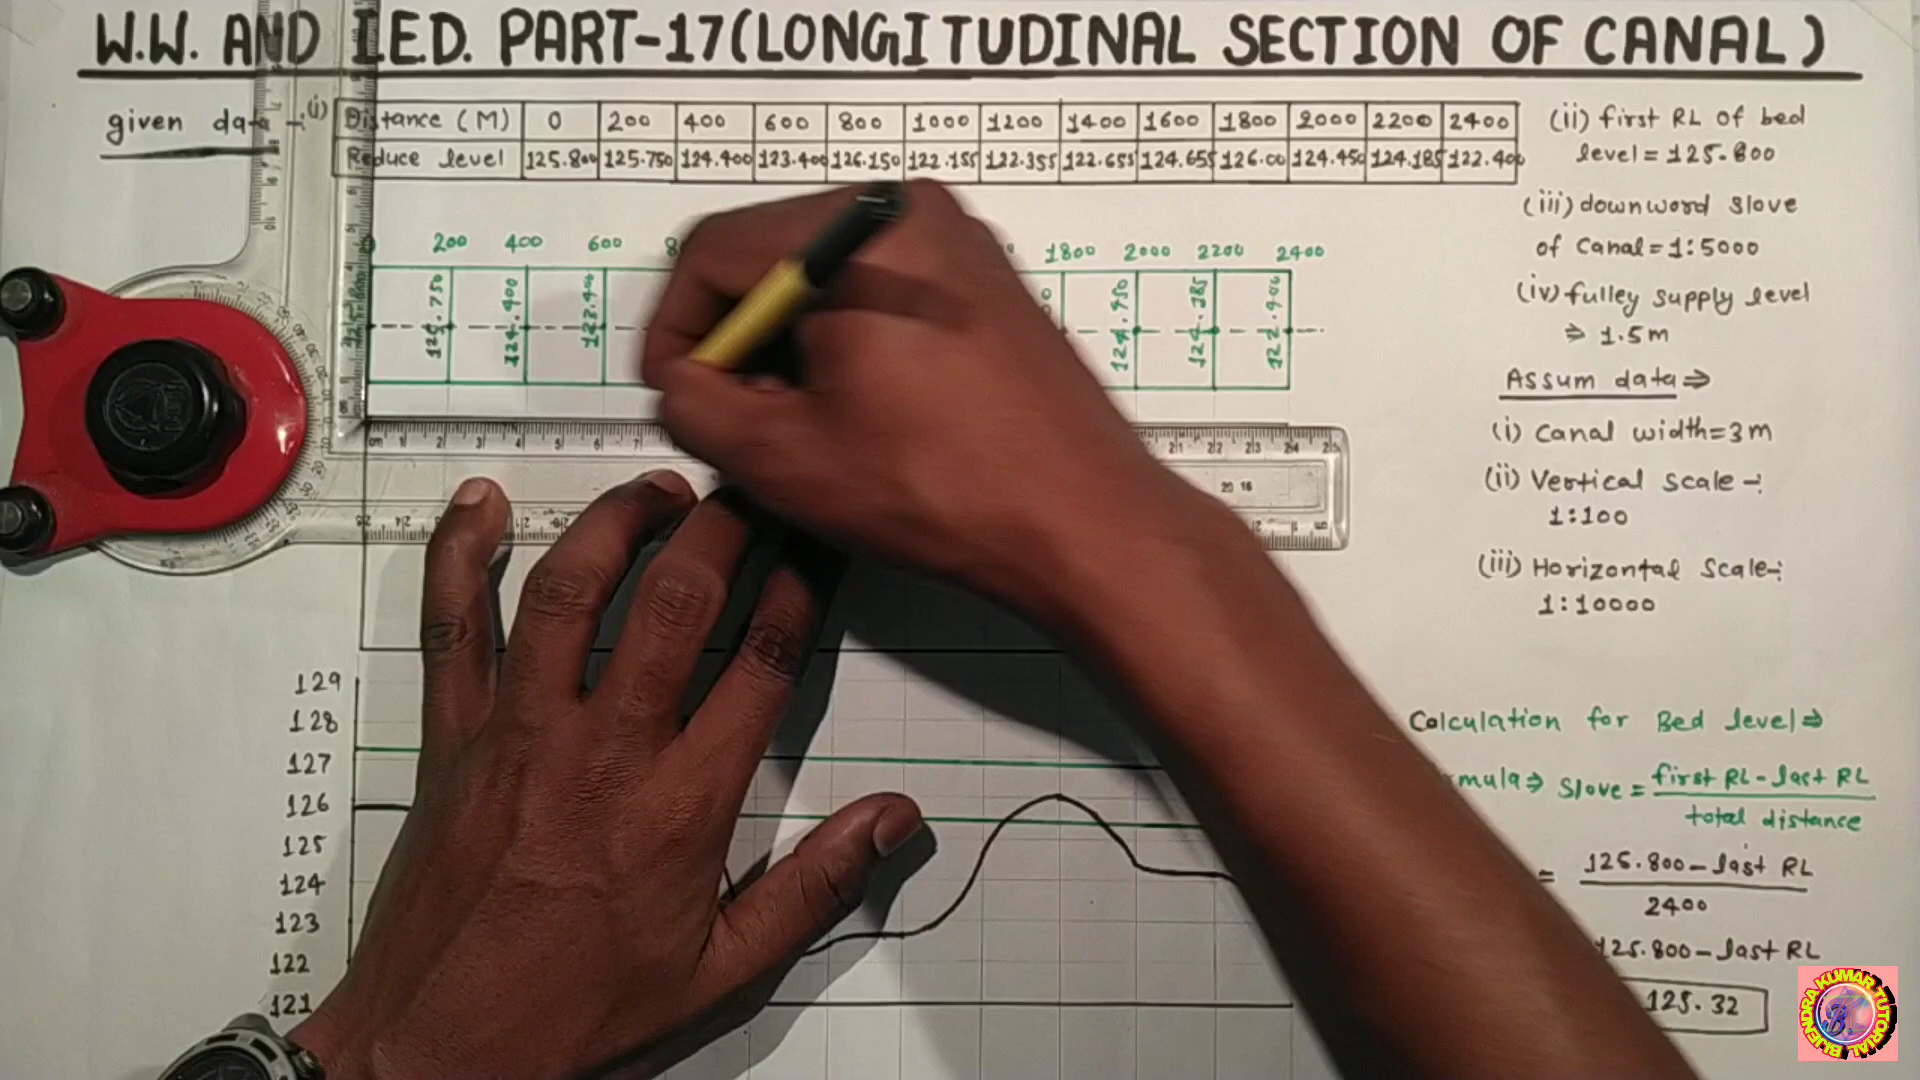 W.W. AND I.E.D. PART-17(LONGITUDINAL SECTION OF CANAL)
given data (i)
Distance (M) 0 200 400 600 800 1000 1200 1400 1600 1800 2000 2200 2400
Reduce level 125.800 125.750 124.400 123.400 126.150 122.155 122.355 122.655 124.655 126.00 124.450 124.185 122.400
(ii) first RL of bed
level = 125.800
(iii) downword slove
of Canal = 1:5000
(iv) fulley supply level
⇒ 1.5m
Assum data ⇒
(i) Canal width = 3m
(ii) Vertical scale -:
1:100
(iii) Horizontal scale -:
1:10000
0 200 400 600 1800 2000 2200 2400
125.750 124.400 123.400 124.450 124.185 122.400
129
128
127
126
125
124
123
122
121
Calculation for Bed level ⇒
mula ⇒ Slove = first RL - last RL
total distance
= 125.800 - last RL
2400
125.800 - last RL
125.32
BIJENDRA KUMAR TUTORIAL